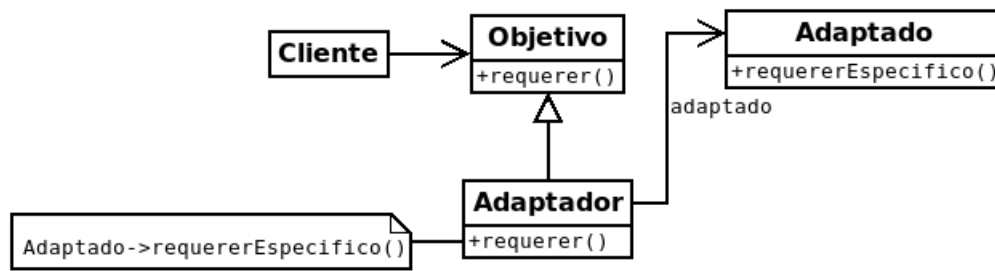 Cliente
Objetivo
+requerer()
Adaptado
+requererEspecifico()
adaptado
Adaptador
+requerer()
Adaptado->requererEspecifico()